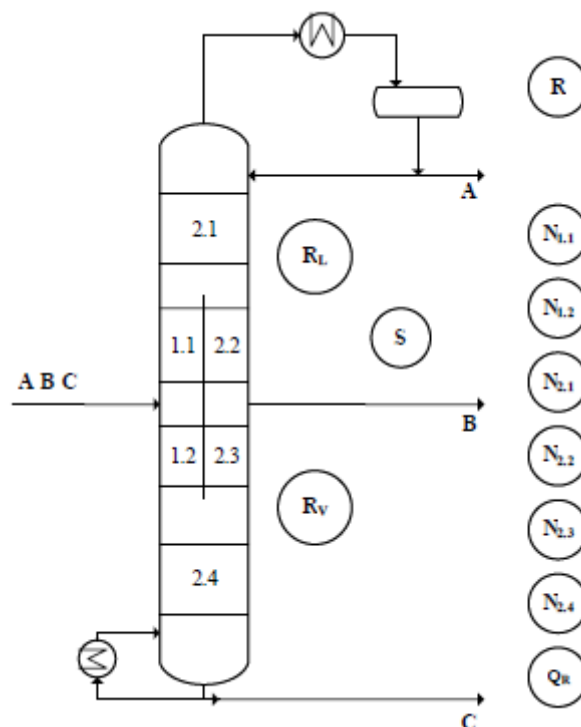 R
A
2.1
R_L
N_1.1
N_1.2
1.1 2.2
S
A B C
N_2.1
B
1.2 2.3
N_2.2
R_V
N_2.3
2.4
N_2.4
Q_R
C